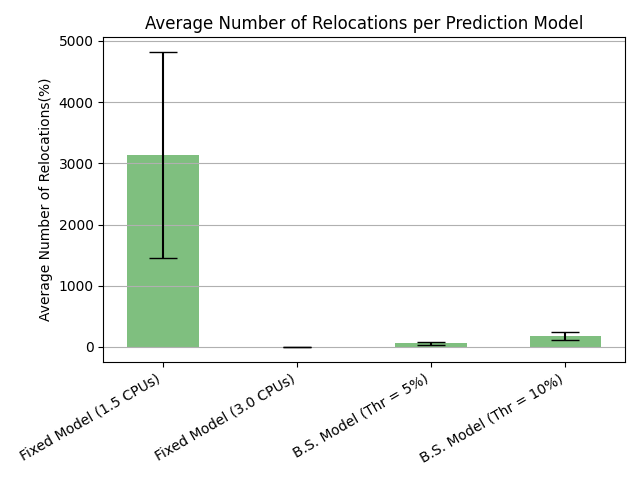 Average Number of Relocations per Prediction Model
Average Number of Relocations(%)
5000
4000
3000
2000
1000
0
Fixed Model (1.5 CPUs)
Fixed Model (3.0 CPUs)
B.S. Model (Thr = 5%)
B.S. Model (Thr = 10%)